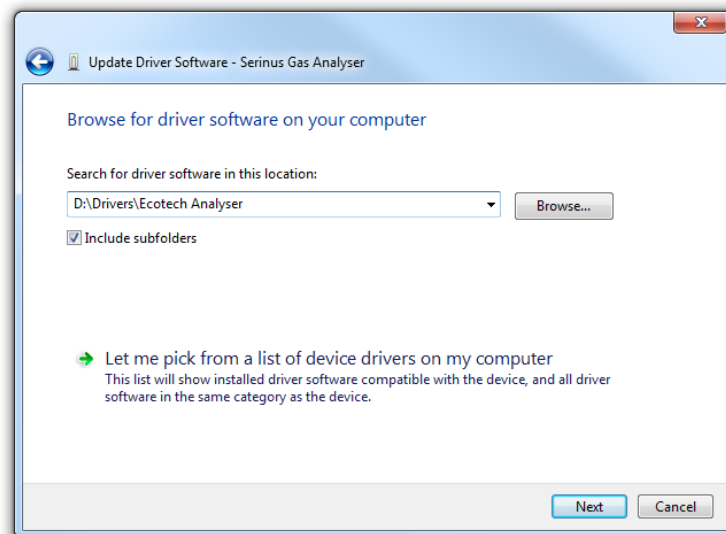 Update Driver Software - Serinus Gas Analyser
Browse for driver software on your computer
Search for driver software in this location:
D:\Drivers\Ecotech Analyser
Browse...
Include subfolders
Let me pick from a list of device drivers on my computer
This list will show installed driver software compatible with the device, and all driver
software in the same category as the device.
Next
Cancel